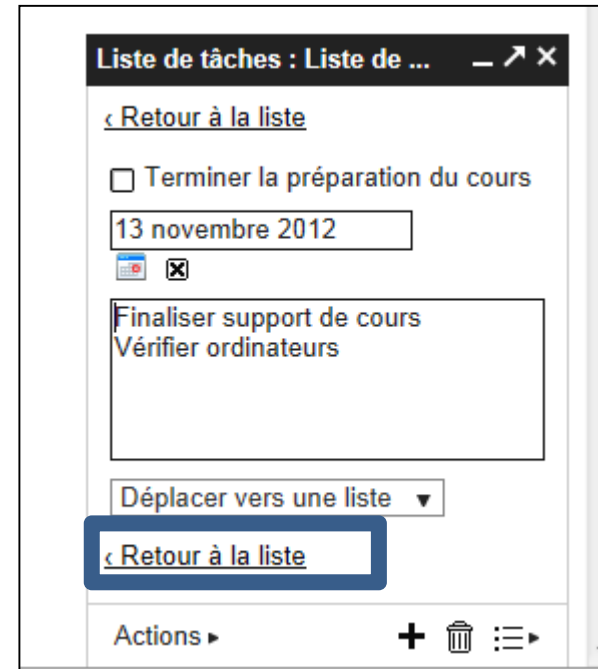 Liste de tâches : Liste de ...
‹ Retour à la liste
Terminer la préparation du cours
13 novembre 2012
Finaliser support de cours
Vérifier ordinateurs
Déplacer vers une liste
‹ Retour à la liste
Actions